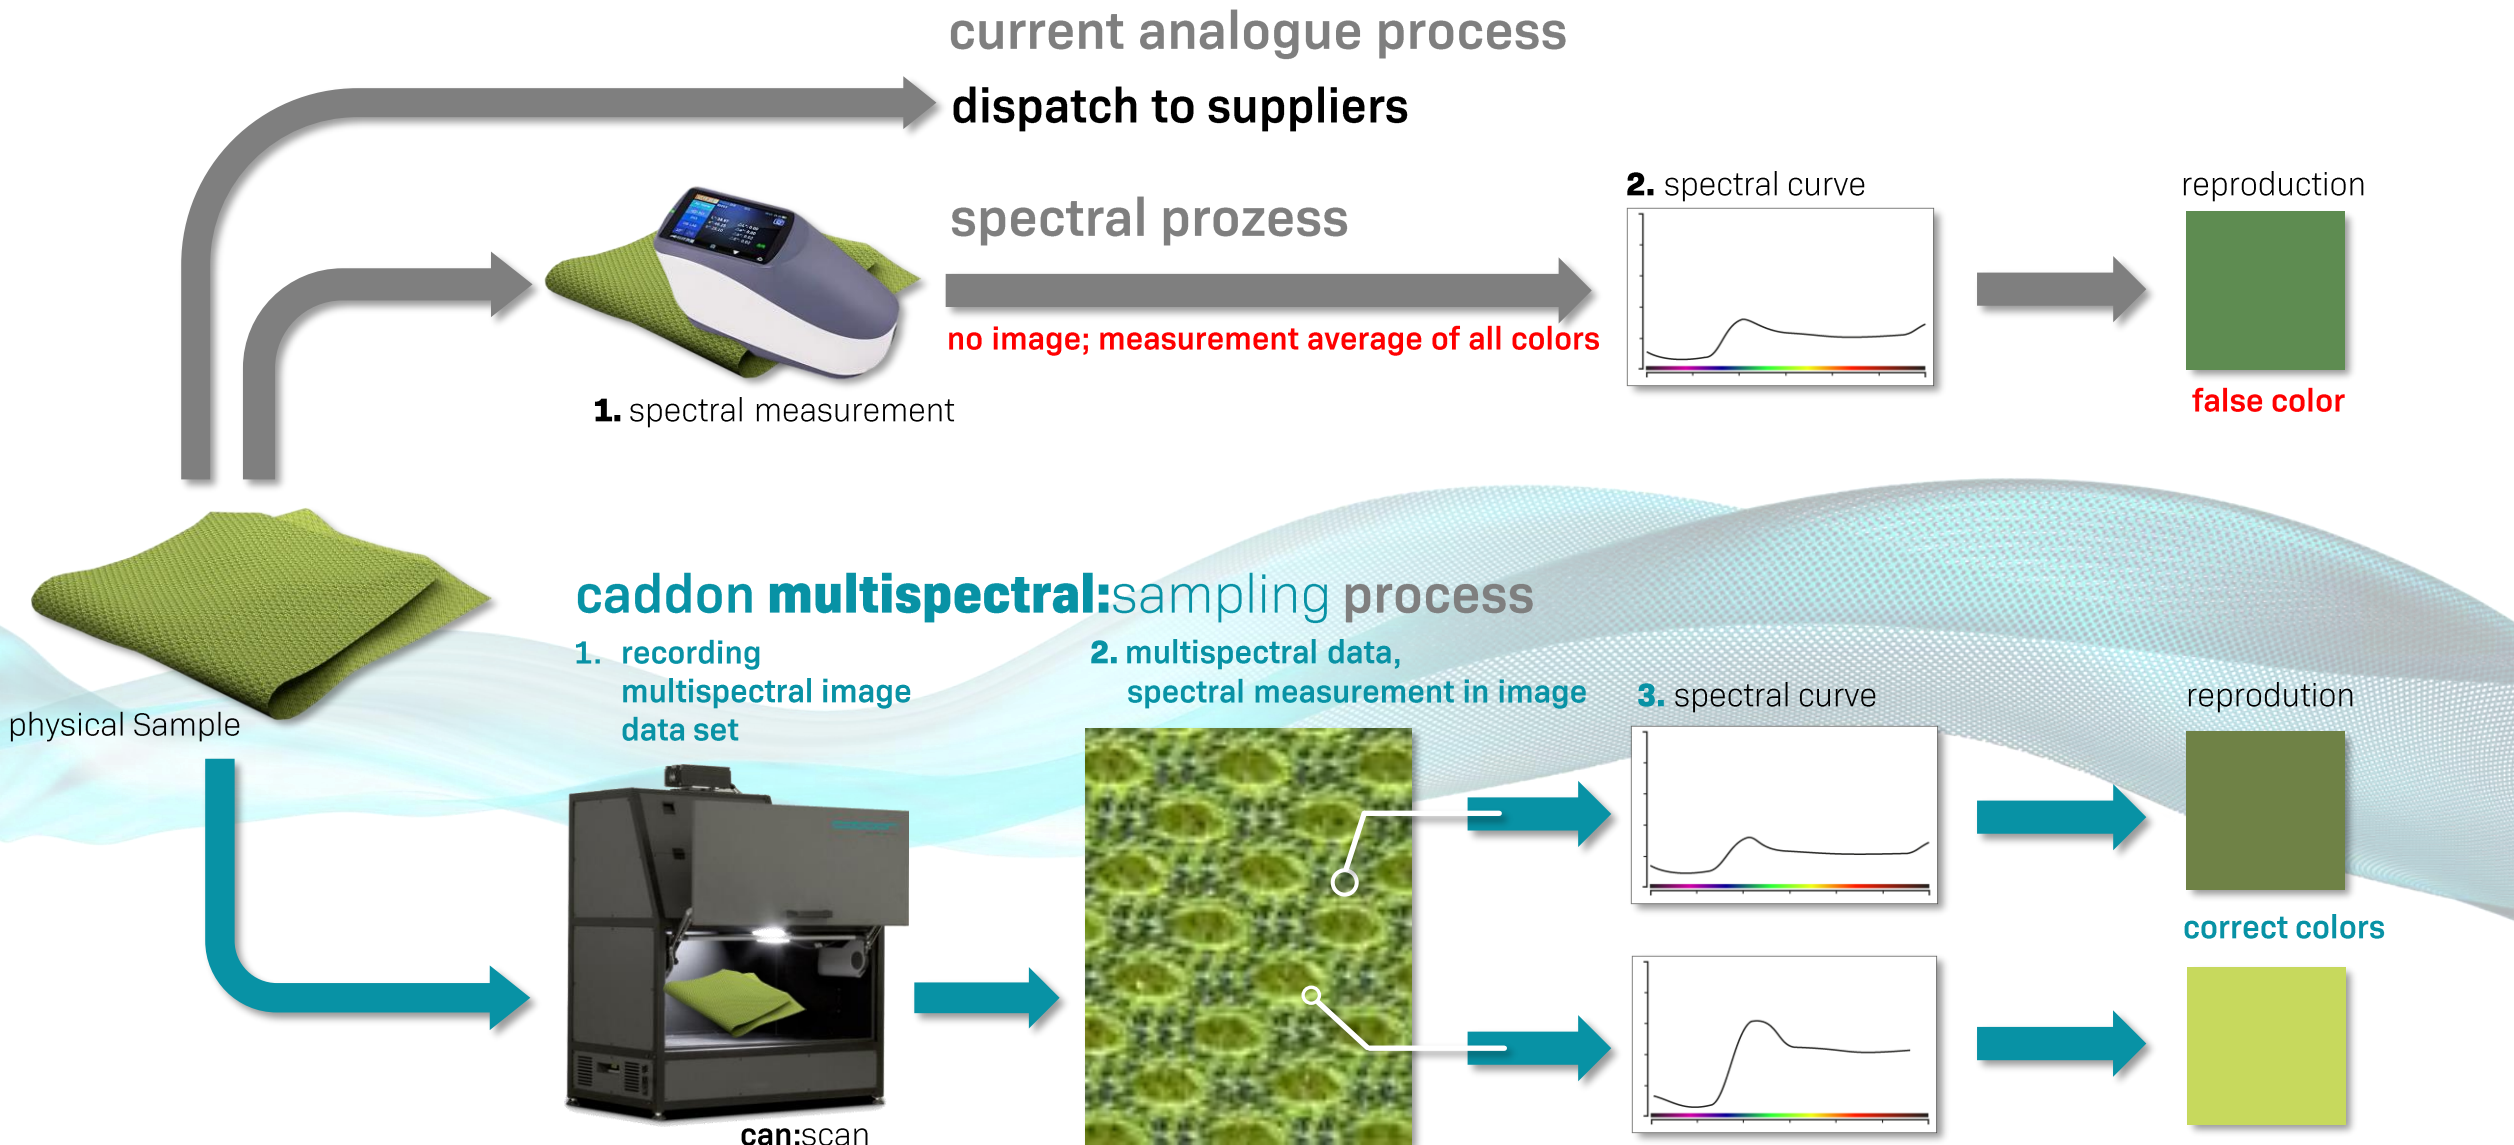 current analogue process
dispatch to suppliers
spectral prozess
no image; measurement average of all colors
1. spectral measurement
2. spectral curve
reproduction
false color
physical Sample
caddon multispectral:sampling process
1. recording
multispectral image
data set
can:scan
2. multispectral data,
spectral measurement in image
3. spectral curve
reprodution
correct colors